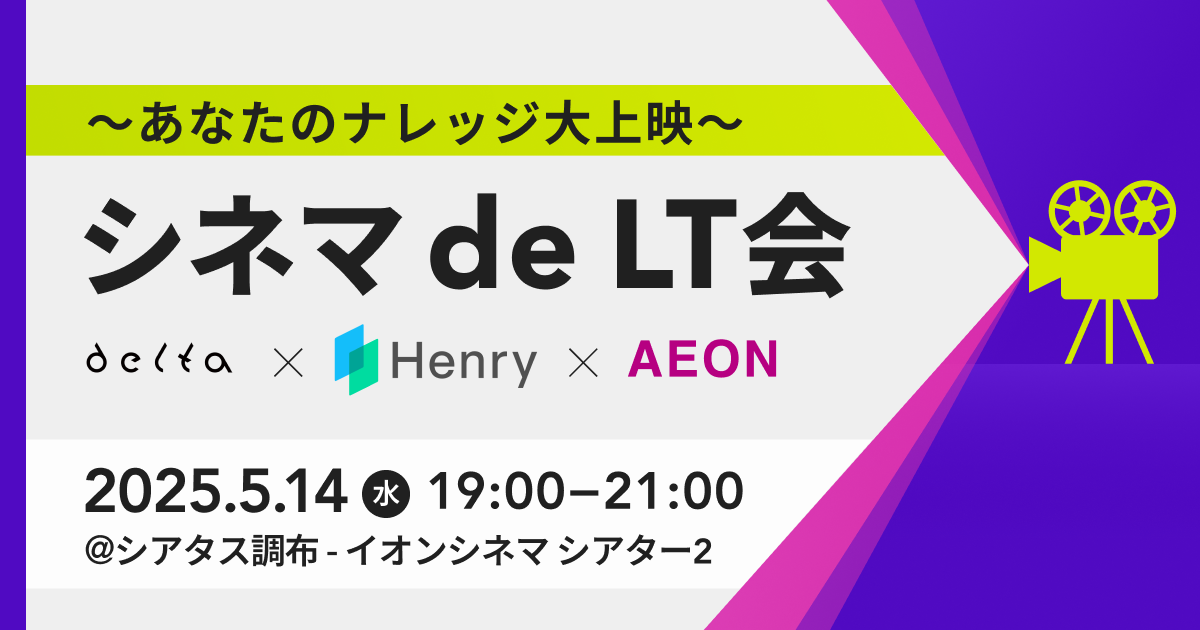 ～あなたのナレッジ大上映～
シネマ de LT会
delta × Henry × AEON
2025.5.14 水 19:00–21:00
@シアタス調布 - イオンシネマ シアター2